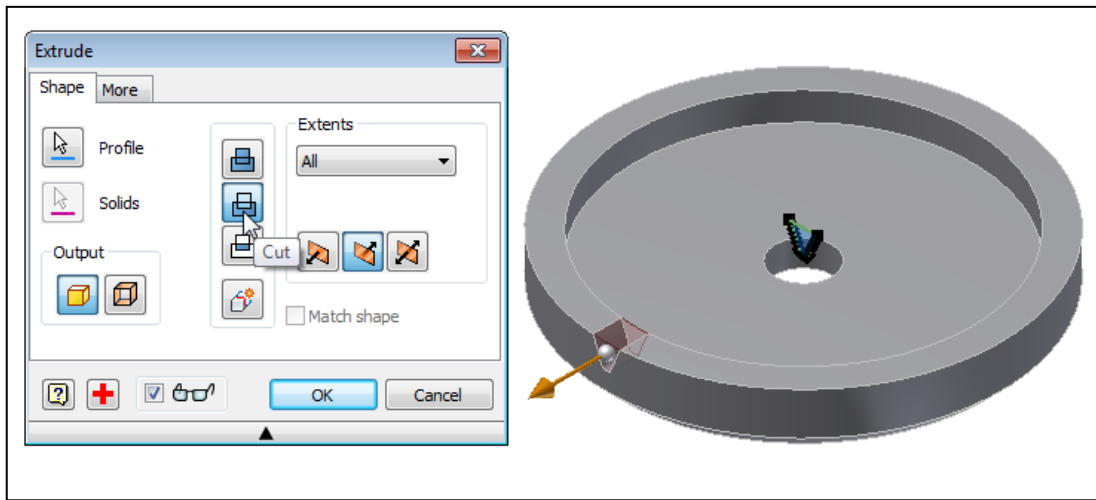 Extrude
Shape More
Profile
Solids
Output
Extents
All
Cut
Match shape
OK Cancel